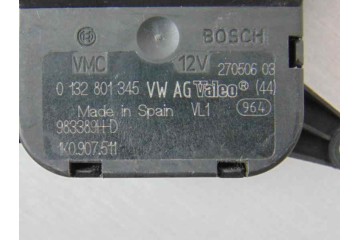 BOSCH
VMC 12V 270506 03
0 132 801 345 VW AG Valeo® (44)
Made in Spain VL1 964
983389H-D
1K0.907.511